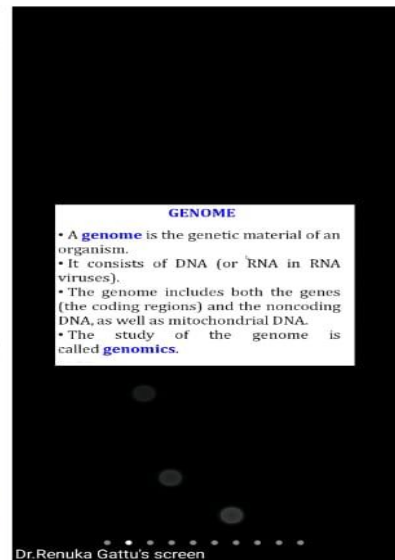 GENOME
• A genome is the genetic material of an
organism.
• It consists of DNA (or RNA in RNA
viruses).
• The genome includes both the genes
(the coding regions) and the noncoding
DNA, as well as mitochondrial DNA.
• The study of the genome is
called genomics.
Dr.Renuka Gattu's screen